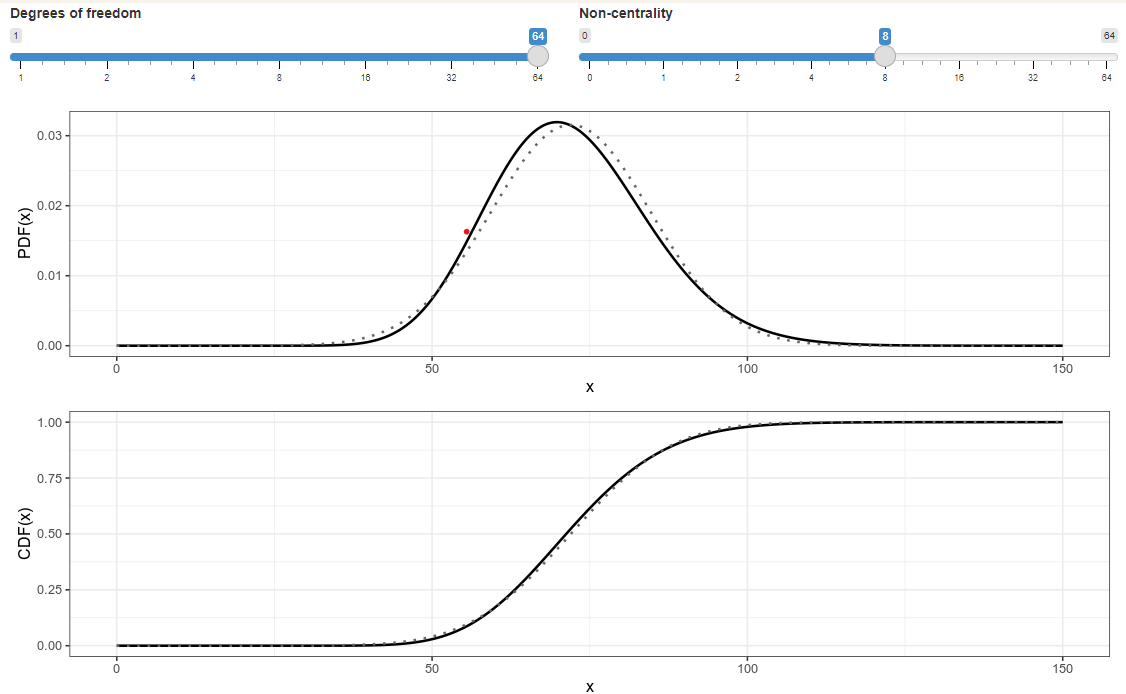 Degrees of freedom
1 64
1 2 4 8 16 32 64
Non-centrality
0 8 64
0 1 2 4 8 16 32 64
PDF(x)
0.03
0.02
0.01
0.00
0 50 100 150
x
CDF(x)
1.00
0.75
0.50
0.25
0.00
0 50 100 150
x